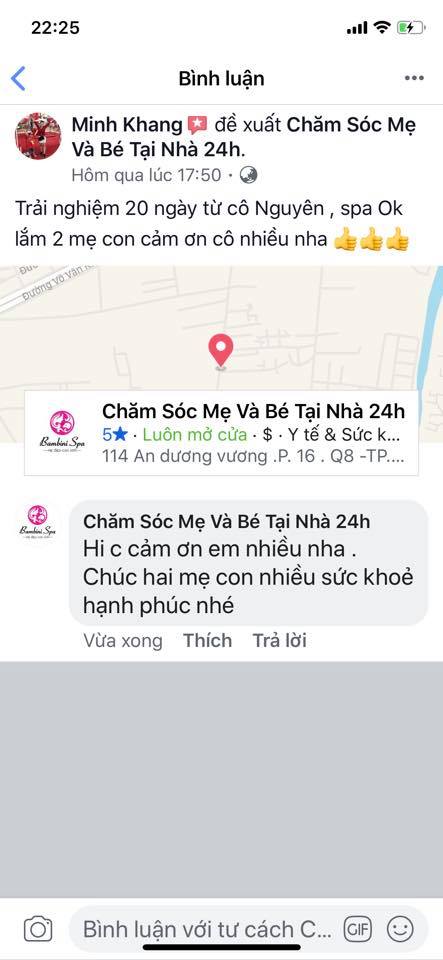 22:25
Bình luận
Minh Khang đề xuất Chăm Sóc Mẹ
Và Bé Tại Nhà 24h.
Hôm qua lúc 17:50 ·
Trải nghiệm 20 ngày từ cô Nguyên , spa Ok
lắm 2 mẹ con cảm ơn cô nhiều nha 👍👍👍
Đường Võ Văn
Chăm Sóc Mẹ Và Bé Tại Nhà 24h
5★ · Luôn mở cửa · $ · Y tế & Sức k...
114 An dương vương .P. 16 . Q8 -TP....
Bambini Spa
Bambini Spa
Chăm Sóc Mẹ Và Bé Tại Nhà 24h
Hi c cảm ơn em nhiều nha .
Chúc hai mẹ con nhiều sức khoẻ
hạnh phúc nhé
Vừa xong Thích Trả lời
Bình luận với tư cách C... GIF